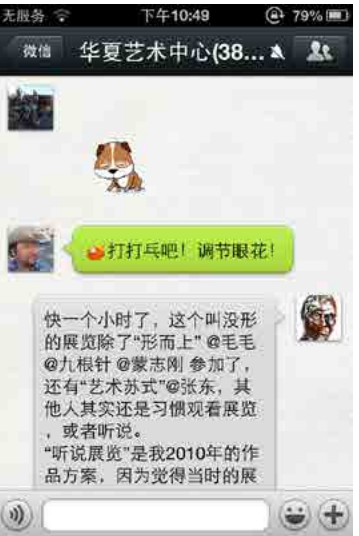 无服务 下午10:49 79%
微信 华夏艺术中心(38...
打打乓吧！调节眼花！
快一个小时了，这个叫没形
的展览除了“形而上” @毛毛
@九根针 @蒙志刚 参加了，
还有“艺术苏式”@张东，其
他人其实还是习惯观看展览
，或者听说。
“听说展览”是我2010年的作
品方案，因为觉得当时的展